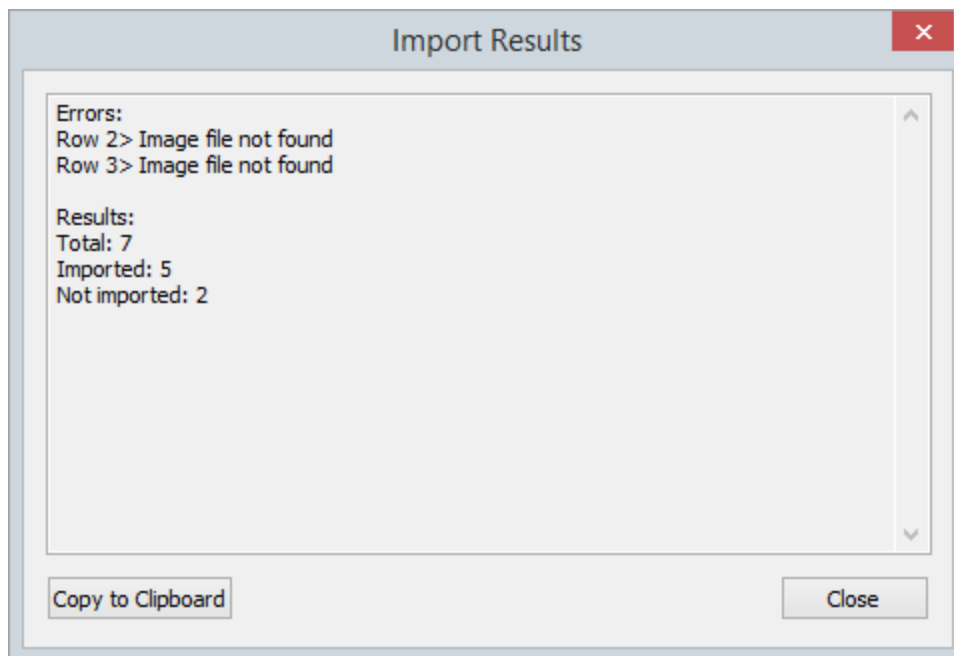 Import Results
Errors:
Row 2> Image file not found
Row 3> Image file not found
Results:
Total: 7
Imported: 5
Not imported: 2
Copy to Clipboard
Close